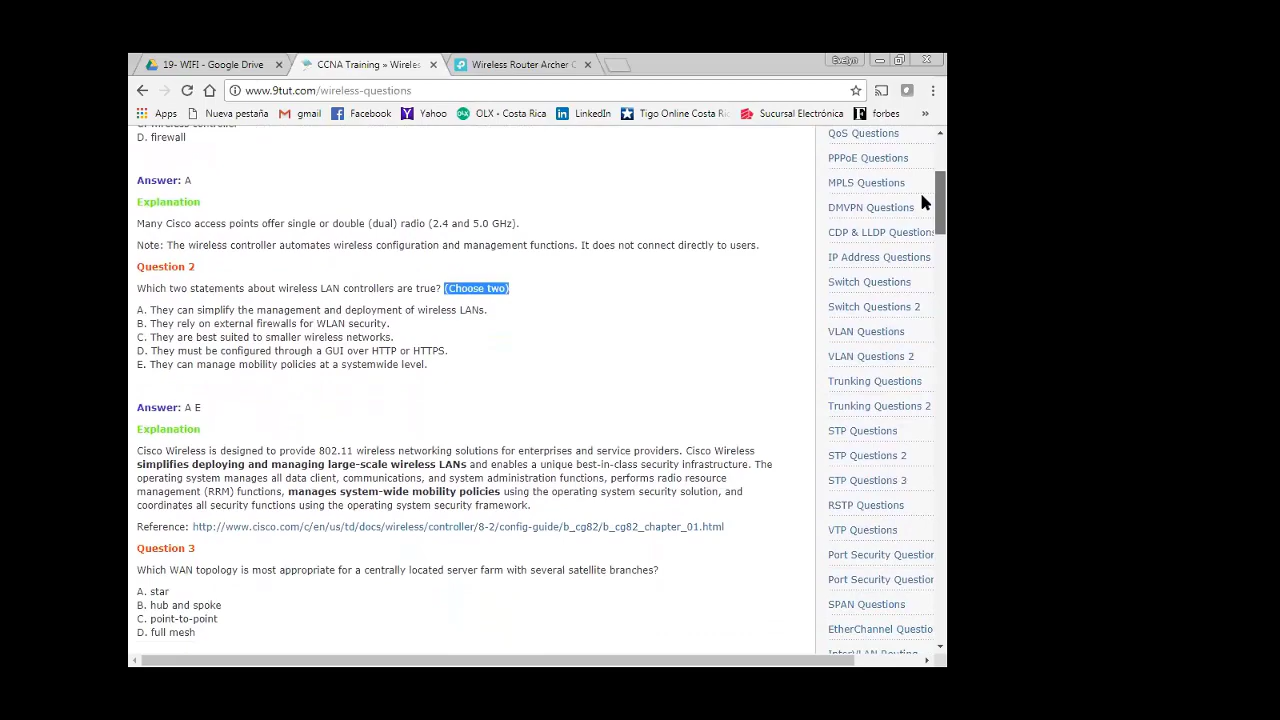 19- WIFI - Google Drive
CCNA Training » Wireles
Wireless Router Archer C
Evelyn
www.9tut.com/wireless-questions
Apps
Nueva pestaña
gmail
Facebook
Yahoo
OLX - Costa Rica
LinkedIn
Tigo Online Costa Ric
Sucursal Electrónica
forbes
»
D. firewall
Answer: A
Explanation
Many Cisco access points offer single or double (dual) radio (2.4 and 5.0 GHz).
Note: The wireless controller automates wireless configuration and management functions. It does not connect directly to users.
Question 2
Which two statements about wireless LAN controllers are true? (Choose two)
A. They can simplify the management and deployment of wireless LANs.
B. They rely on external firewalls for WLAN security.
C. They are best suited to smaller wireless networks.
D. They must be configured through a GUI over HTTP or HTTPS.
E. They can manage mobility policies at a systemwide level.
Answer: A E
Explanation
Cisco Wireless is designed to provide 802.11 wireless networking solutions for enterprises and service providers. Cisco Wireless
simplifies deploying and managing large-scale wireless LANs and enables a unique best-in-class security infrastructure. The
operating system manages all data client, communications, and system administration functions, performs radio resource
management (RRM) functions, manages system-wide mobility policies using the operating system security solution, and
coordinates all security functions using the operating system security framework.
Reference: http://www.cisco.com/c/en/us/td/docs/wireless/controller/8-2/config-guide/b_cg82/b_cg82_chapter_01.html
Question 3
Which WAN topology is most appropriate for a centrally located server farm with several satellite branches?
A. star
B. hub and spoke
C. point-to-point
D. full mesh
QoS Questions
PPPoE Questions
MPLS Questions
DMVPN Questions
CDP & LLDP Questions
IP Address Questions
Switch Questions
Switch Questions 2
VLAN Questions
VLAN Questions 2
Trunking Questions
Trunking Questions 2
STP Questions
STP Questions 2
STP Questions 3
RSTP Questions
VTP Questions
Port Security Question
Port Security Question
SPAN Questions
EtherChannel Questio
InterVLAN Routing